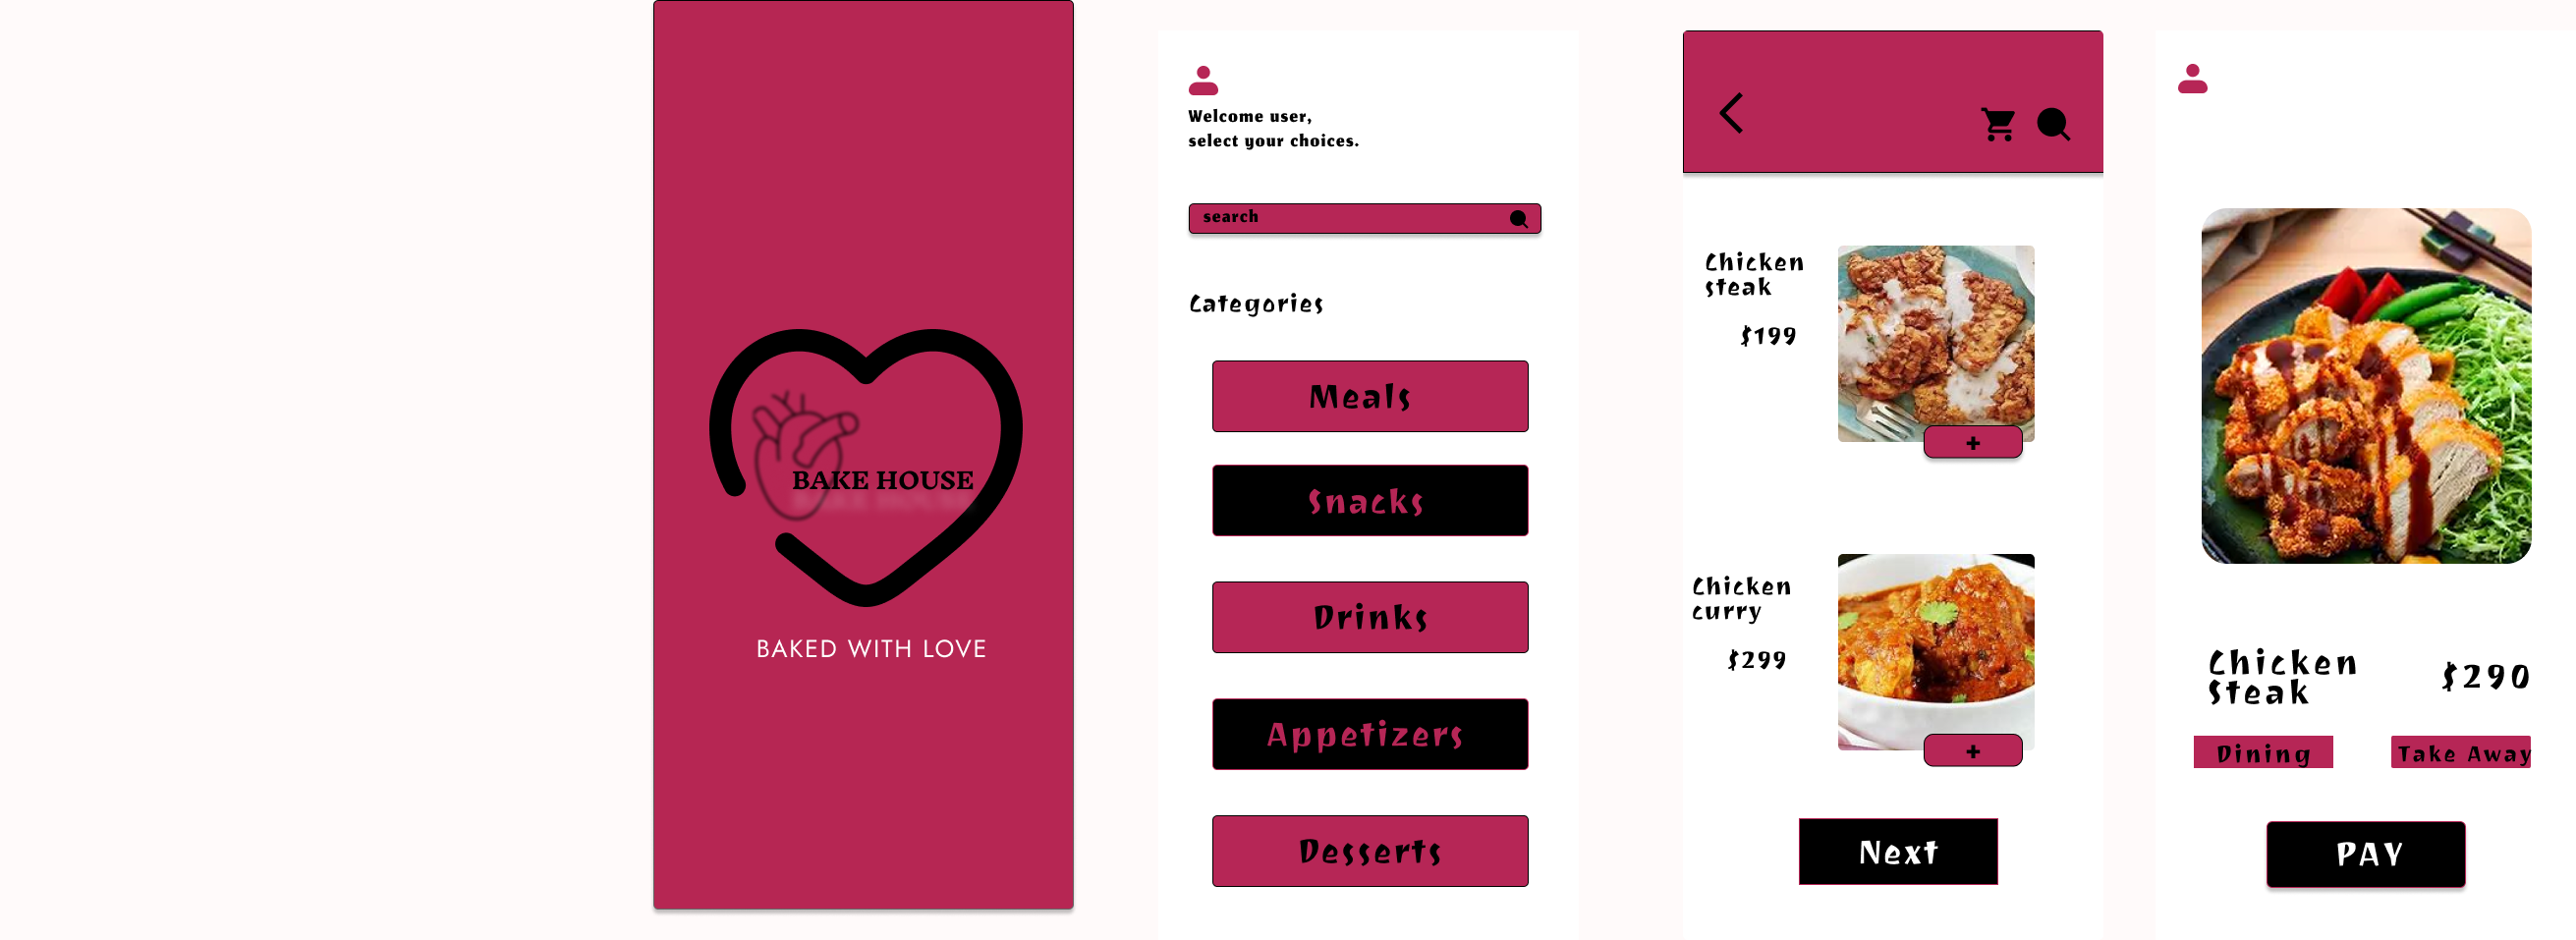 BAKE HOUSE
BAKED WITH LOVE
Welcome user,
select your choices.
search
Categories
Meals
Snacks
Drinks
Appetizers
Desserts
Chicken
steak
$199
+
Chicken
curry
$299
+
Next
Chicken
Steak
$290
Dining
Take Away
PAY